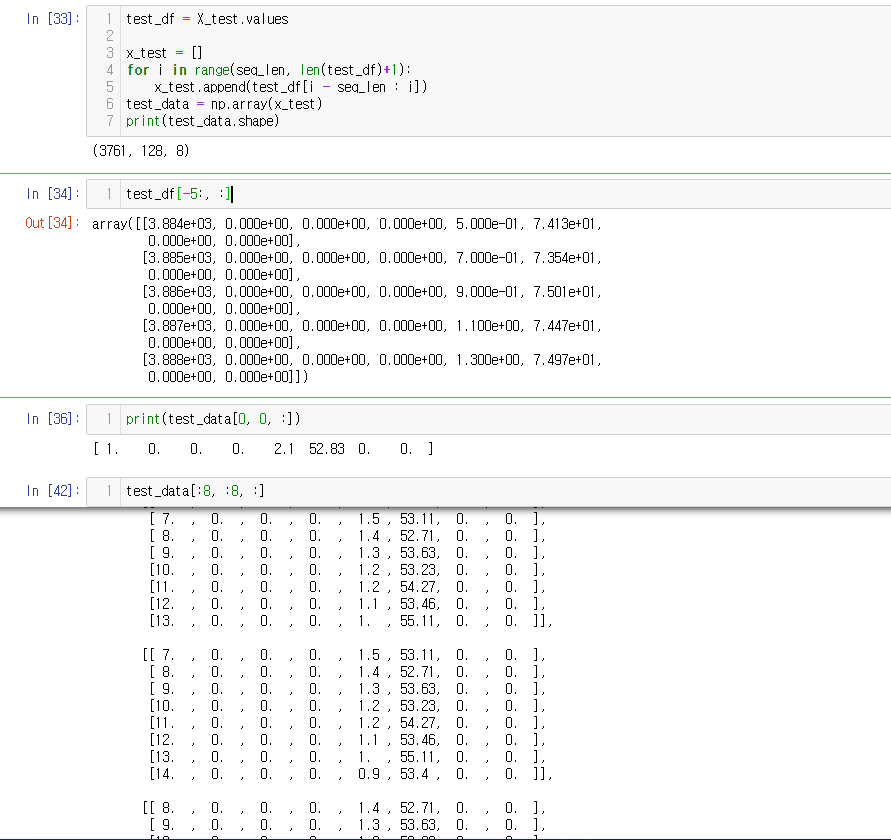 In [33]:
1 test_df = X_test.values
2
3 x_test = []
4 for i in range(seq_len, len(test_df)+1):
5 x_test.append(test_df[i - seq_len : i])
6 test_data = np.array(x_test)
7 print(test_data.shape)
(3761, 128, 8)
In [34]:
1 test_df[-5:, :]
Out[34]:
array([[3.884e+03, 0.000e+00, 0.000e+00, 0.000e+00, 5.000e-01, 7.413e+01,
0.000e+00, 0.000e+00],
[3.885e+03, 0.000e+00, 0.000e+00, 0.000e+00, 7.000e-01, 7.354e+01,
0.000e+00, 0.000e+00],
[3.886e+03, 0.000e+00, 0.000e+00, 0.000e+00, 9.000e-01, 7.501e+01,
0.000e+00, 0.000e+00],
[3.887e+03, 0.000e+00, 0.000e+00, 0.000e+00, 1.100e+00, 7.447e+01,
0.000e+00, 0.000e+00],
[3.888e+03, 0.000e+00, 0.000e+00, 0.000e+00, 1.300e+00, 7.497e+01,
0.000e+00, 0.000e+00]])
In [36]:
1 print(test_data[0, 0, :])
[ 1. 0. 0. 0. 2.1 52.83 0. 0. ]
In [42]:
1 test_data[:8, :8, :]
[ 7. , 0. , 0. , 0. , 1.5 , 53.11, 0. , 0. ],
[ 8. , 0. , 0. , 0. , 1.4 , 52.71, 0. , 0. ],
[ 9. , 0. , 0. , 0. , 1.3 , 53.63, 0. , 0. ],
[10. , 0. , 0. , 0. , 1.2 , 53.23, 0. , 0. ],
[11. , 0. , 0. , 0. , 1.2 , 54.27, 0. , 0. ],
[12. , 0. , 0. , 0. , 1.1 , 53.46, 0. , 0. ],
[13. , 0. , 0. , 0. , 1. , 55.11, 0. , 0. ]],
[[ 7. , 0. , 0. , 0. , 1.5 , 53.11, 0. , 0. ],
[ 8. , 0. , 0. , 0. , 1.4 , 52.71, 0. , 0. ],
[ 9. , 0. , 0. , 0. , 1.3 , 53.63, 0. , 0. ],
[10. , 0. , 0. , 0. , 1.2 , 53.23, 0. , 0. ],
[11. , 0. , 0. , 0. , 1.2 , 54.27, 0. , 0. ],
[12. , 0. , 0. , 0. , 1.1 , 53.46, 0. , 0. ],
[13. , 0. , 0. , 0. , 1. , 55.11, 0. , 0. ],
[14. , 0. , 0. , 0. , 0.9 , 53.4 , 0. , 0. ]],
[[ 8. , 0. , 0. , 0. , 1.4 , 52.71, 0. , 0. ],
[ 9. , 0. , 0. , 0. , 1.3 , 53.63, 0. , 0. ],